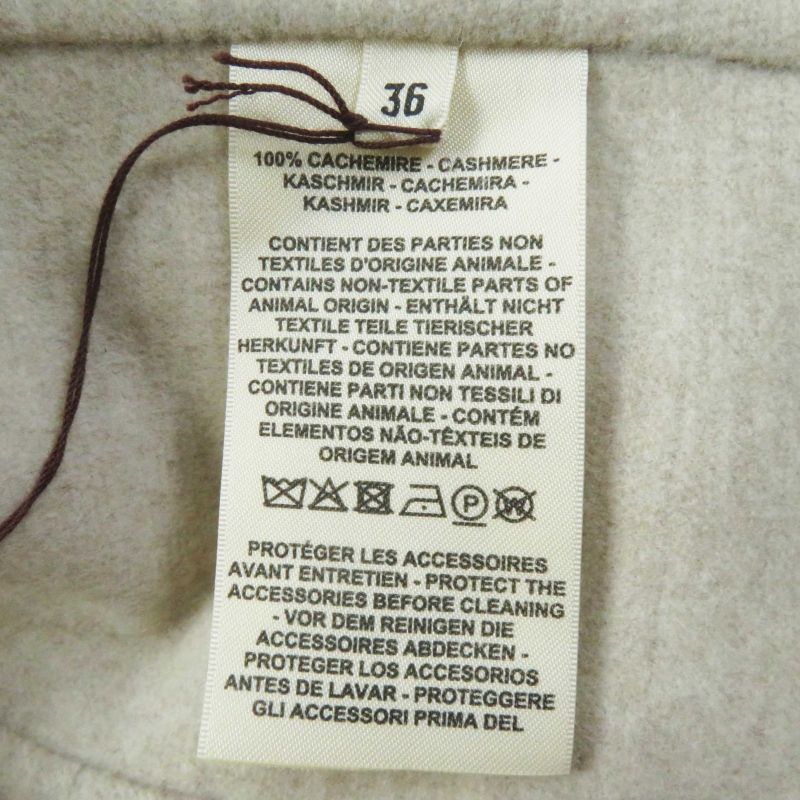 36
100% CACHEMIRE - CASHMERE -
KASCHMIR - CACHEMIRA -
KASHMIR - CAXEMIRA
CONTIENT DES PARTIES NON
TEXTILES D'ORIGINE ANIMALE -
CONTAINS NON-TEXTILE PARTS OF
ANIMAL ORIGIN - ENTHÄLT NICHT
TEXTILE TEILE TIERISCHER
HERKUNFT - CONTIENE PARTES NO
TEXTILES DE ORIGEN ANIMAL -
CONTIENE PARTI NON TESSILI DI
ORIGINE ANIMALE - CONTÉM
ELEMENTOS NÃO-TÊXTEIS DE
ORIGEM ANIMAL
P W
PROTÉGER LES ACCESSOIRES
AVANT ENTRETIEN - PROTECT THE
ACCESSORIES BEFORE CLEANING
- VOR DEM REINIGEN DIE
ACCESSOIRES ABDECKEN -
PROTEGER LOS ACCESORIOS
ANTES DE LAVAR - PROTEGGERE
GLI ACCESSORI PRIMA DEL